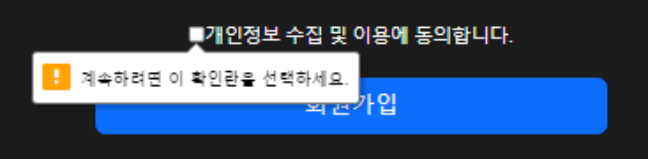 개인정보 수집 및 이용에 동의합니다.
계속하려면 이 확인란을 선택하세요.
회원가입